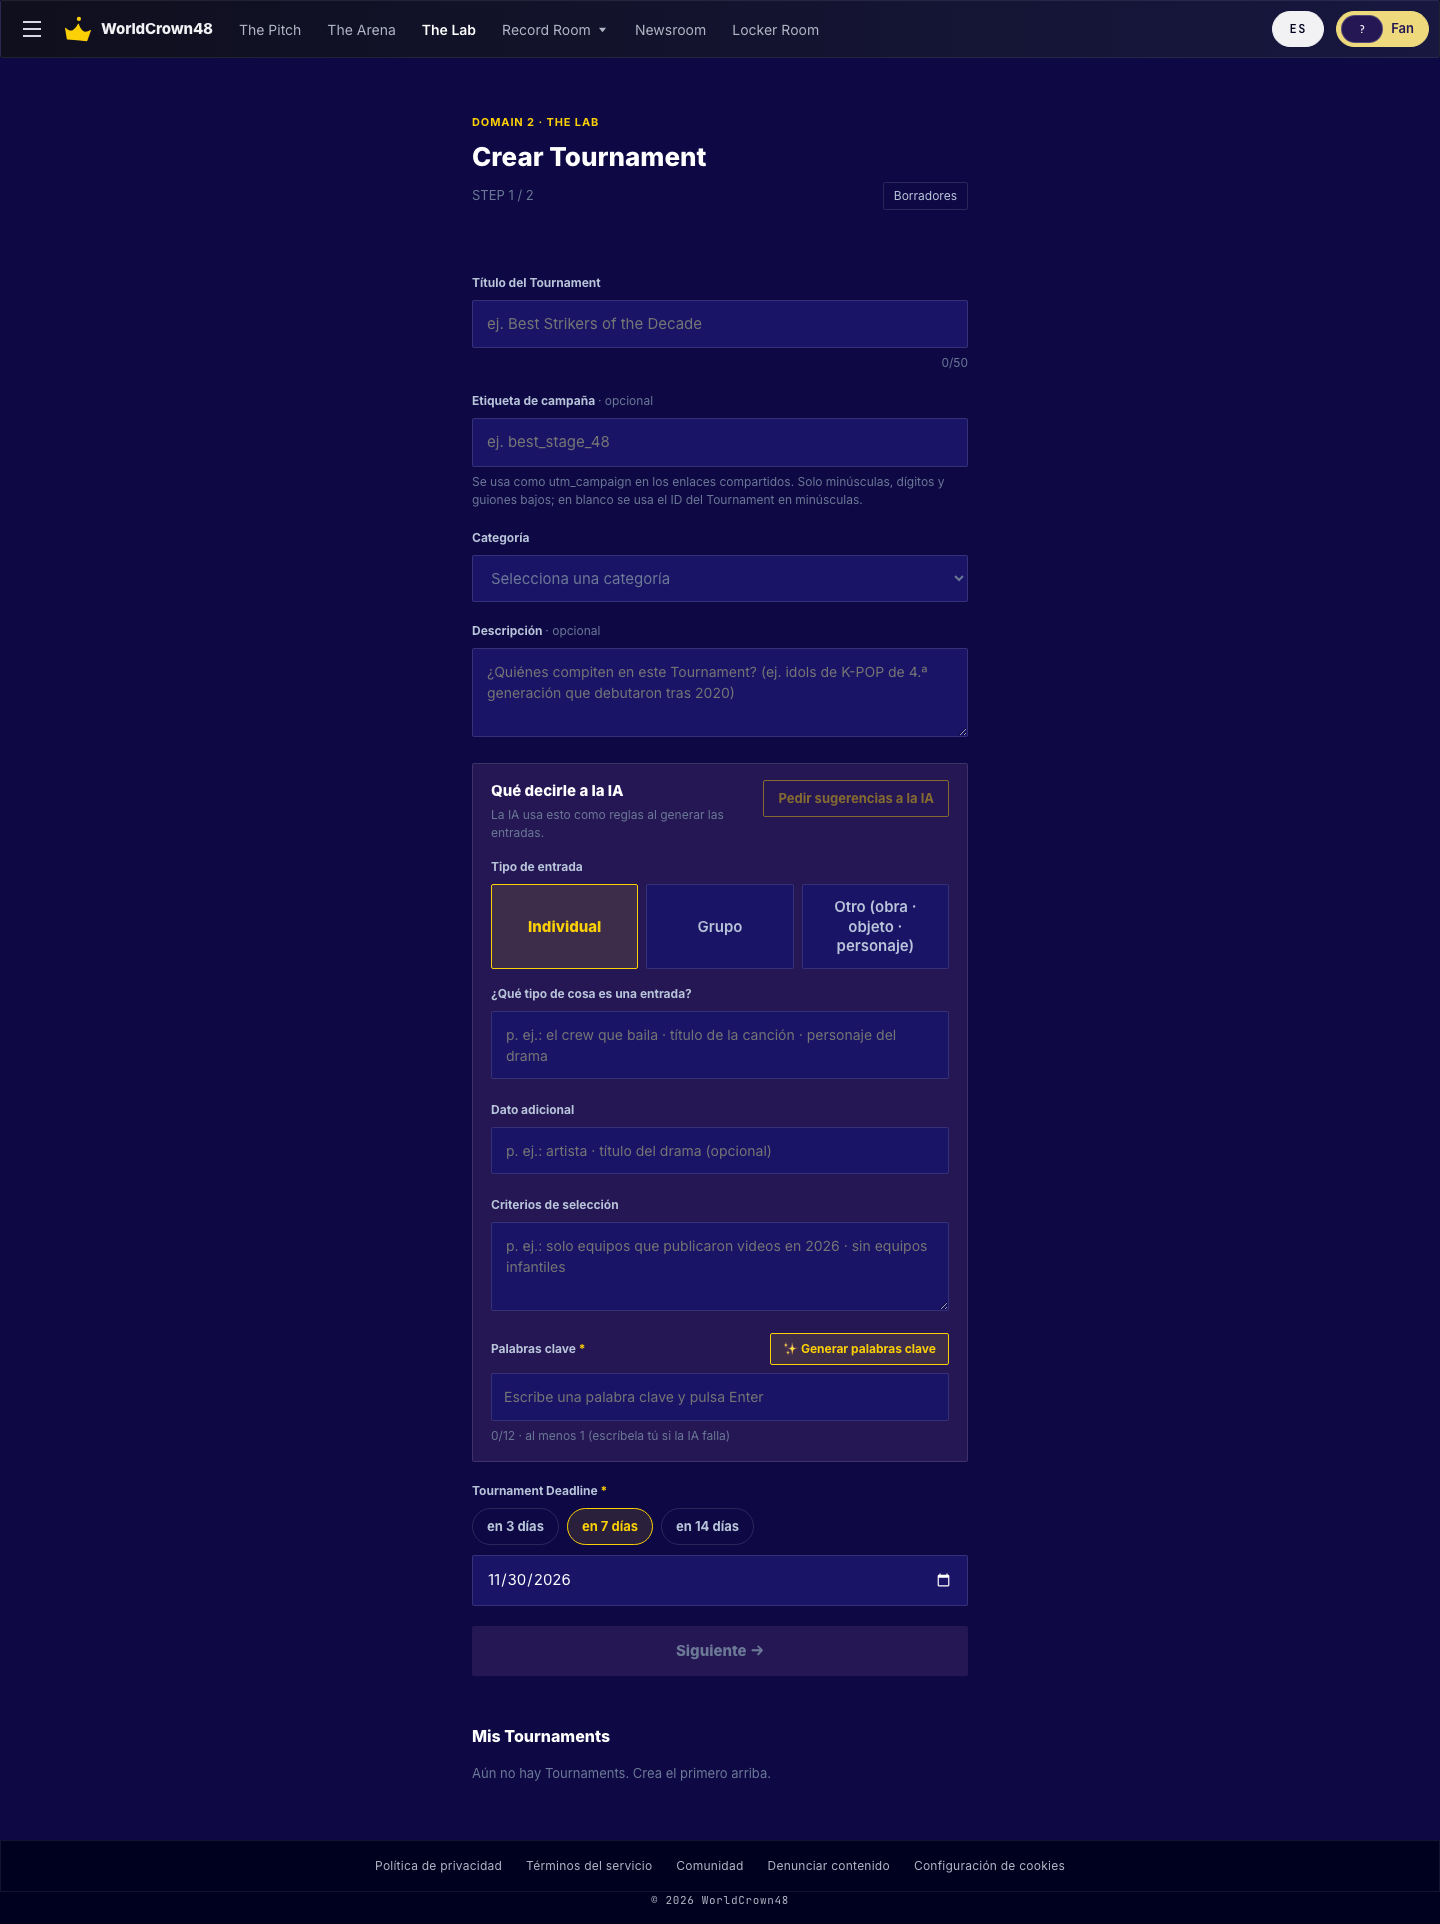 WorldCrown48
The Pitch
The Arena
The Lab
Record Room
Newsroom
Locker Room
ES
?
Fan
DOMAIN 2 · THE LAB
Crear Tournament
STEP 1 / 2
Borradores
Título del Tournament
ej. Best Strikers of the Decade
0/50
Etiqueta de campaña · opcional
ej. best_stage_48
Se usa como utm_campaign en los enlaces compartidos. Solo minúsculas, dígitos y
guiones bajos; en blanco se usa el ID del Tournament en minúsculas.
Categoría
Selecciona una categoría
Descripción · opcional
¿Quiénes compiten en este Tournament? (ej. idols de K-POP de 4.ª
generación que debutaron tras 2020)
Qué decirle a la IA
Pedir sugerencias a la IA
La IA usa esto como reglas al generar las
entradas.
Tipo de entrada
Individual
Grupo
Otro (obra ·
objeto ·
personaje)
¿Qué tipo de cosa es una entrada?
p. ej.: el crew que baila · título de la canción · personaje del
drama
Dato adicional
p. ej.: artista · título del drama (opcional)
Criterios de selección
p. ej.: solo equipos que publicaron videos en 2026 · sin equipos
infantiles
Palabras clave *
✨ Generar palabras clave
Escribe una palabra clave y pulsa Enter
0/12 · al menos 1 (escríbela tú si la IA falla)
Tournament Deadline *
en 3 días
en 7 días
en 14 días
11/30/2026
Siguiente →
Mis Tournaments
Aún no hay Tournaments. Crea el primero arriba.
Política de privacidad
Términos del servicio
Comunidad
Denunciar contenido
Configuración de cookies
© 2026 WorldCrown48